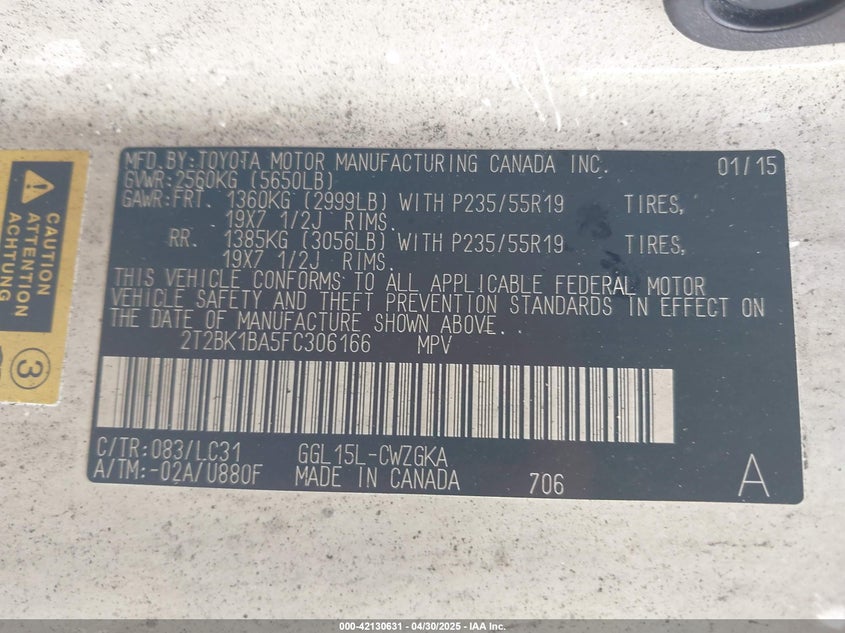 MFD.BY:TOYOTA MOTOR MANUFACTURING CANADA INC. 01/15
GVWR:2560KG (5650LB)
GAWR:FRT. 1360KG (2999LB) WITH P235/55R19 TIRES,
19X7 1/2J RIMS.
RR. 1385KG (3056LB) WITH P235/55R19 TIRES,
19X7 1/2J RIMS.
THIS VEHICLE CONFORMS TO ALL APPLICABLE FEDERAL MOTOR
VEHICLE SAFETY AND THEFT PREVENTION STANDARDS IN EFFECT ON
THE DATE OF MANUFACTURE SHOWN ABOVE.
2T2BK1BA5FC306166 MPV
C/TR:083/LC31 GGL15L-CWZGKA
A/TM:-02A/U880F MADE IN CANADA 706 A
CAUTION
ATTENTION
ACHTUNG
3
000-42130631 - 04/30/2025 - IAA Inc.